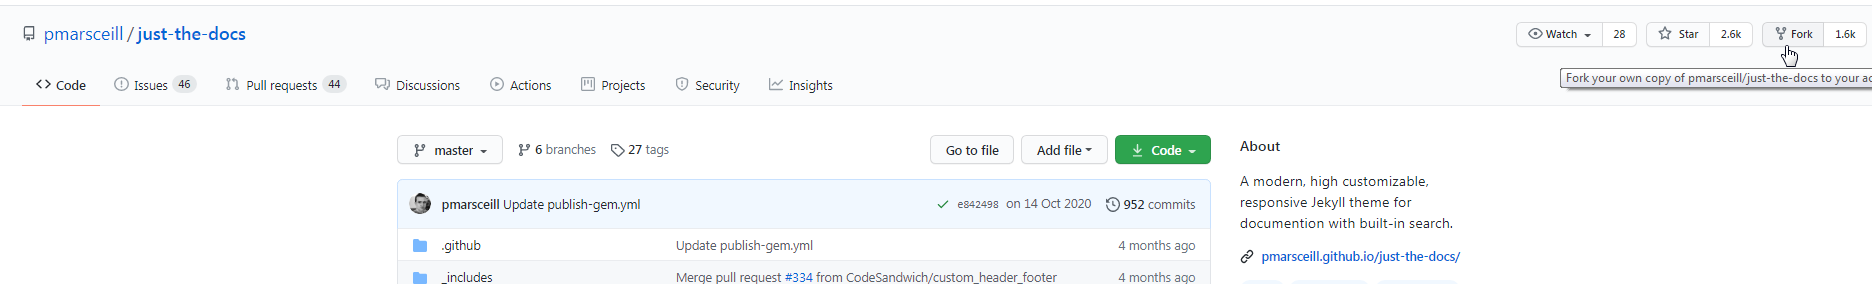 pmarsceill / just-the-docs
Watch 28 Star 2.6k Fork 1.6k
Fork your own copy of pmarsceill/just-the-docs to your ac
Code Issues 46 Pull requests 44 Discussions Actions Projects Security Insights
master 6 branches 27 tags Go to file Add file Code
pmarsceill Update publish-gem.yml e842498 on 14 Oct 2020 952 commits
.github Update publish-gem.yml 4 months ago
_includes Merge pull request #334 from CodeSandwich/custom_header_footer 4 months ago
About
A modern, high customizable,
responsive Jekyll theme for
documention with built-in search.
pmarsceill.github.io/just-the-docs/